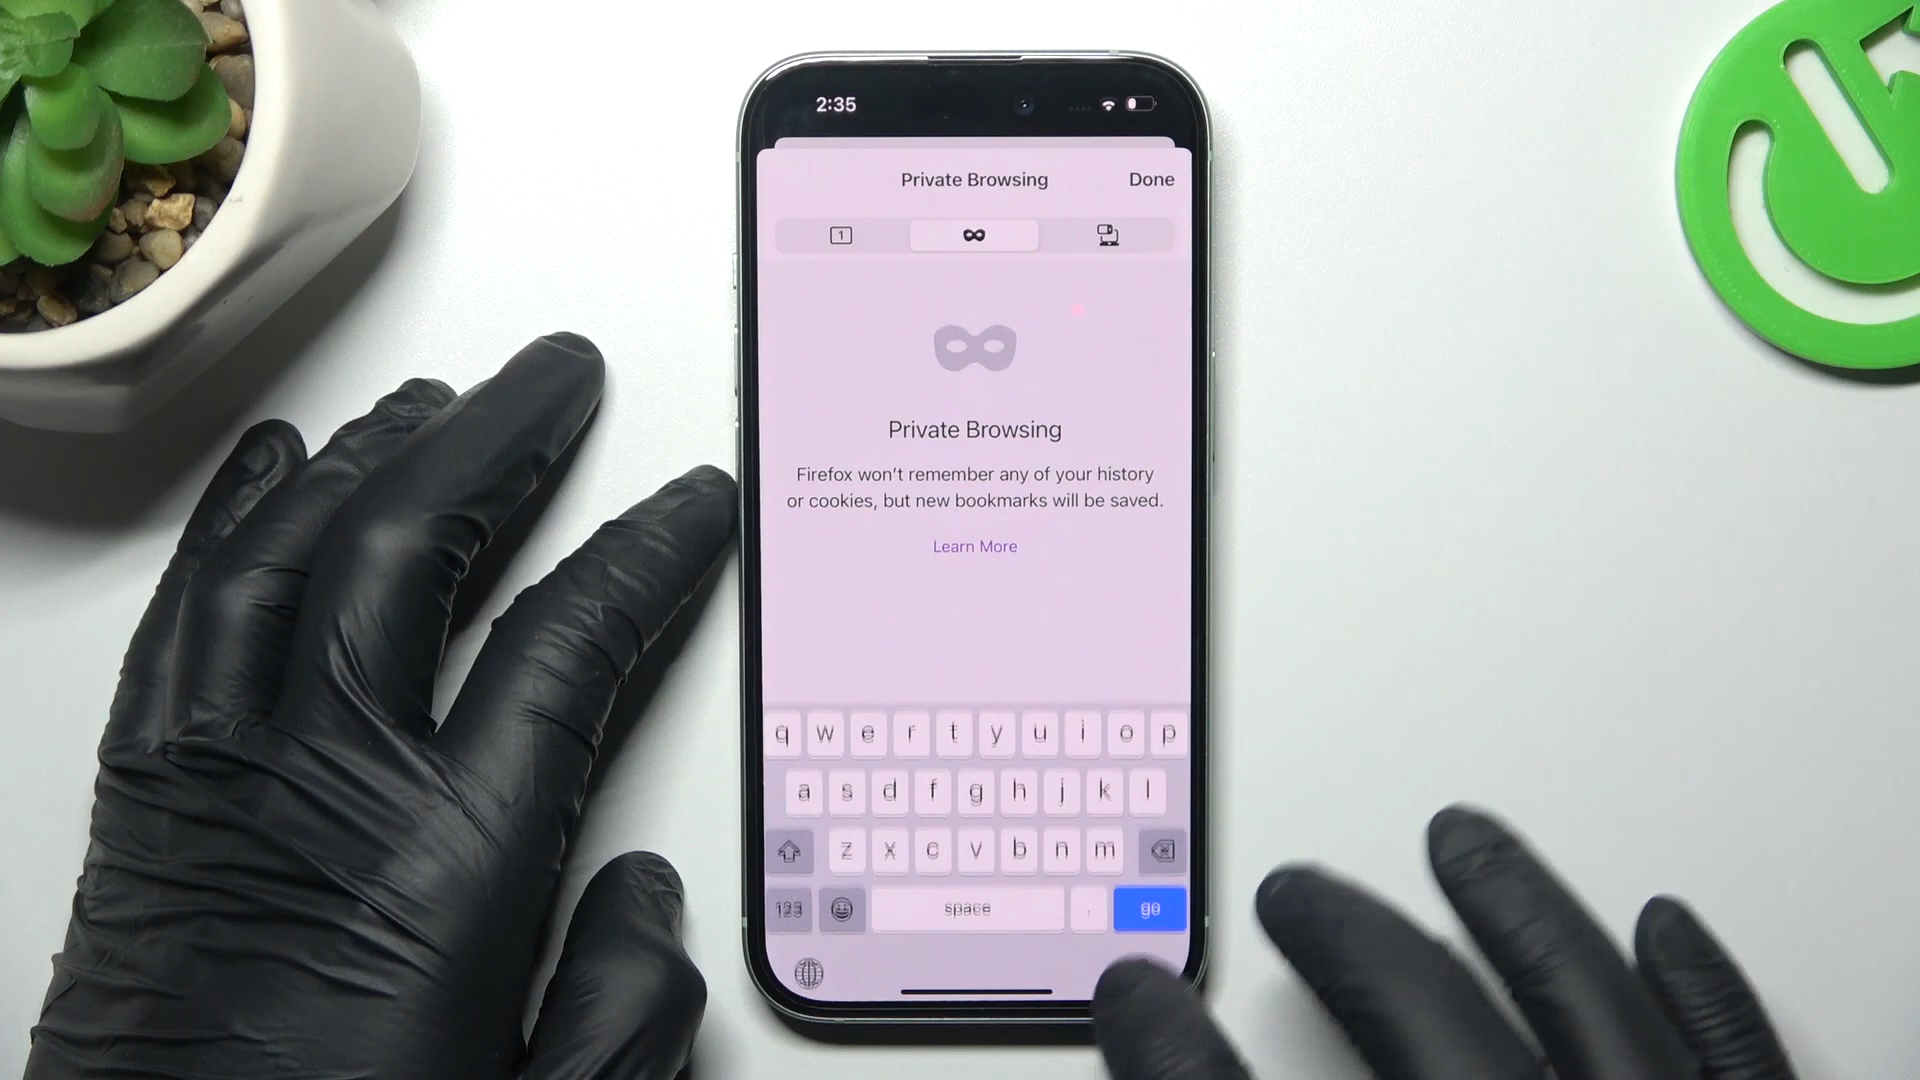 2:35
Private Browsing
Done
1
Private Browsing
Firefox won't remember any of your history
or cookies, but new bookmarks will be saved.
Learn More
q w e r t y u i o p
a s d f g h j k l
z x c v b n m
123 space . go